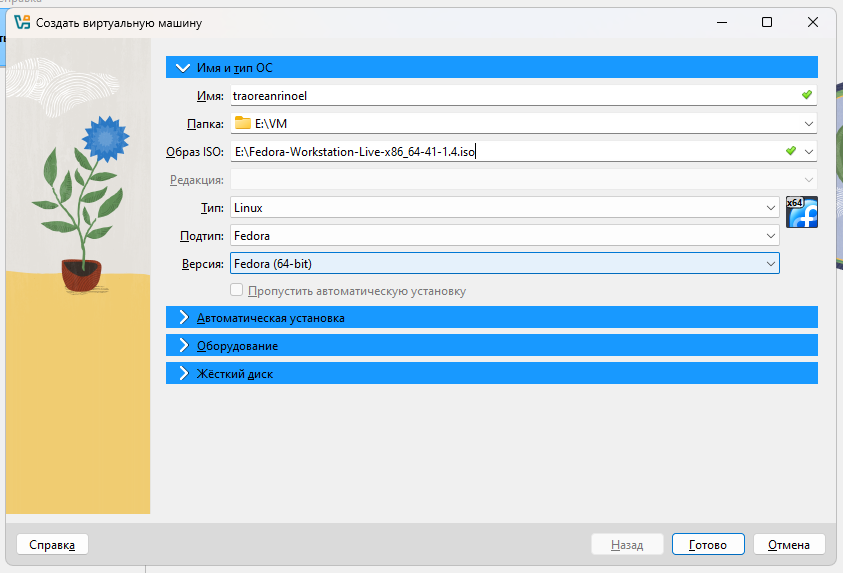 Создать виртуальную машину
Имя и тип ОС
Имя: traoreanrinoel
Папка: E:\VM
Образ ISO: E:\Fedora-Workstation-Live-x86_64-41-1.4.iso
Редакция:
Тип: Linux x64
Подтип: Fedora
Версия: Fedora (64-bit)
Пропустить автоматическую установку
Автоматическая установка
Оборудование
Жёсткий диск
Справка Назад Готово Отмена